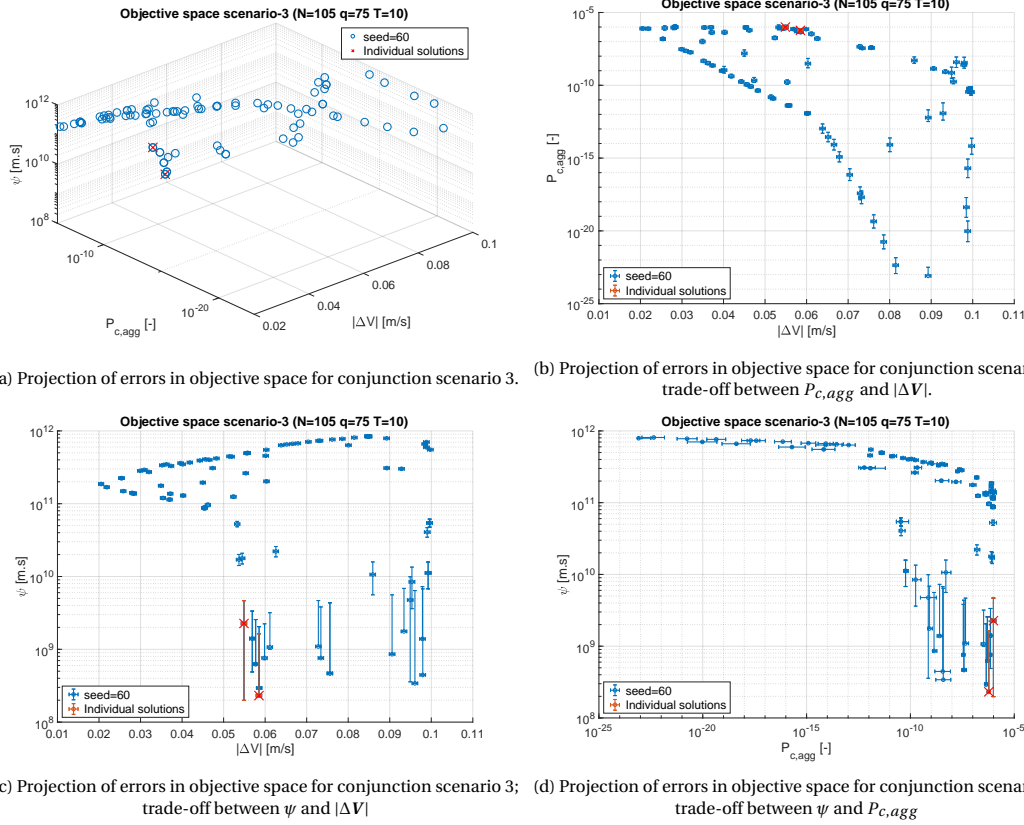 Objective space scenario-3 (N=105 q=75 T=10)
seed=60
Individual solutions
10^12
10^10
10^8
ψ [m.s]
10^-10
10^-20
P_c,agg [-]
0.02
0.04
0.06
0.08
0.1
|ΔV| [m/s]
a) Projection of errors in objective space for conjunction scenario 3.
Objective space scenario-3 (N=105 q=75 T=10)
10^-5
10^-10
10^-15
10^-20
10^-25
P_c,agg [-]
seed=60
Individual solutions
0.01 0.02 0.03 0.04 0.05 0.06 0.07 0.08 0.09 0.1 0.11
|ΔV| [m/s]
(b) Projection of errors in objective space for conjunction scenar
trade-off between P_c,agg and |ΔV|.
Objective space scenario-3 (N=105 q=75 T=10)
10^12
10^11
10^10
10^9
10^8
ψ [m.s]
seed=60
Individual solutions
0.01 0.02 0.03 0.04 0.05 0.06 0.07 0.08 0.09 0.1 0.11
|ΔV| [m/s]
c) Projection of errors in objective space for conjunction scenario 3;
trade-off between ψ and |ΔV|
Objective space scenario-3 (N=105 q=75 T=10)
10^12
10^11
10^10
10^9
10^8
ψ [m.s]
seed=60
Individual solutions
10^-25 10^-20 10^-15 10^-10 10^-5
P_c,agg [-]
(d) Projection of errors in objective space for conjunction scenar
trade-off between ψ and P_c,agg